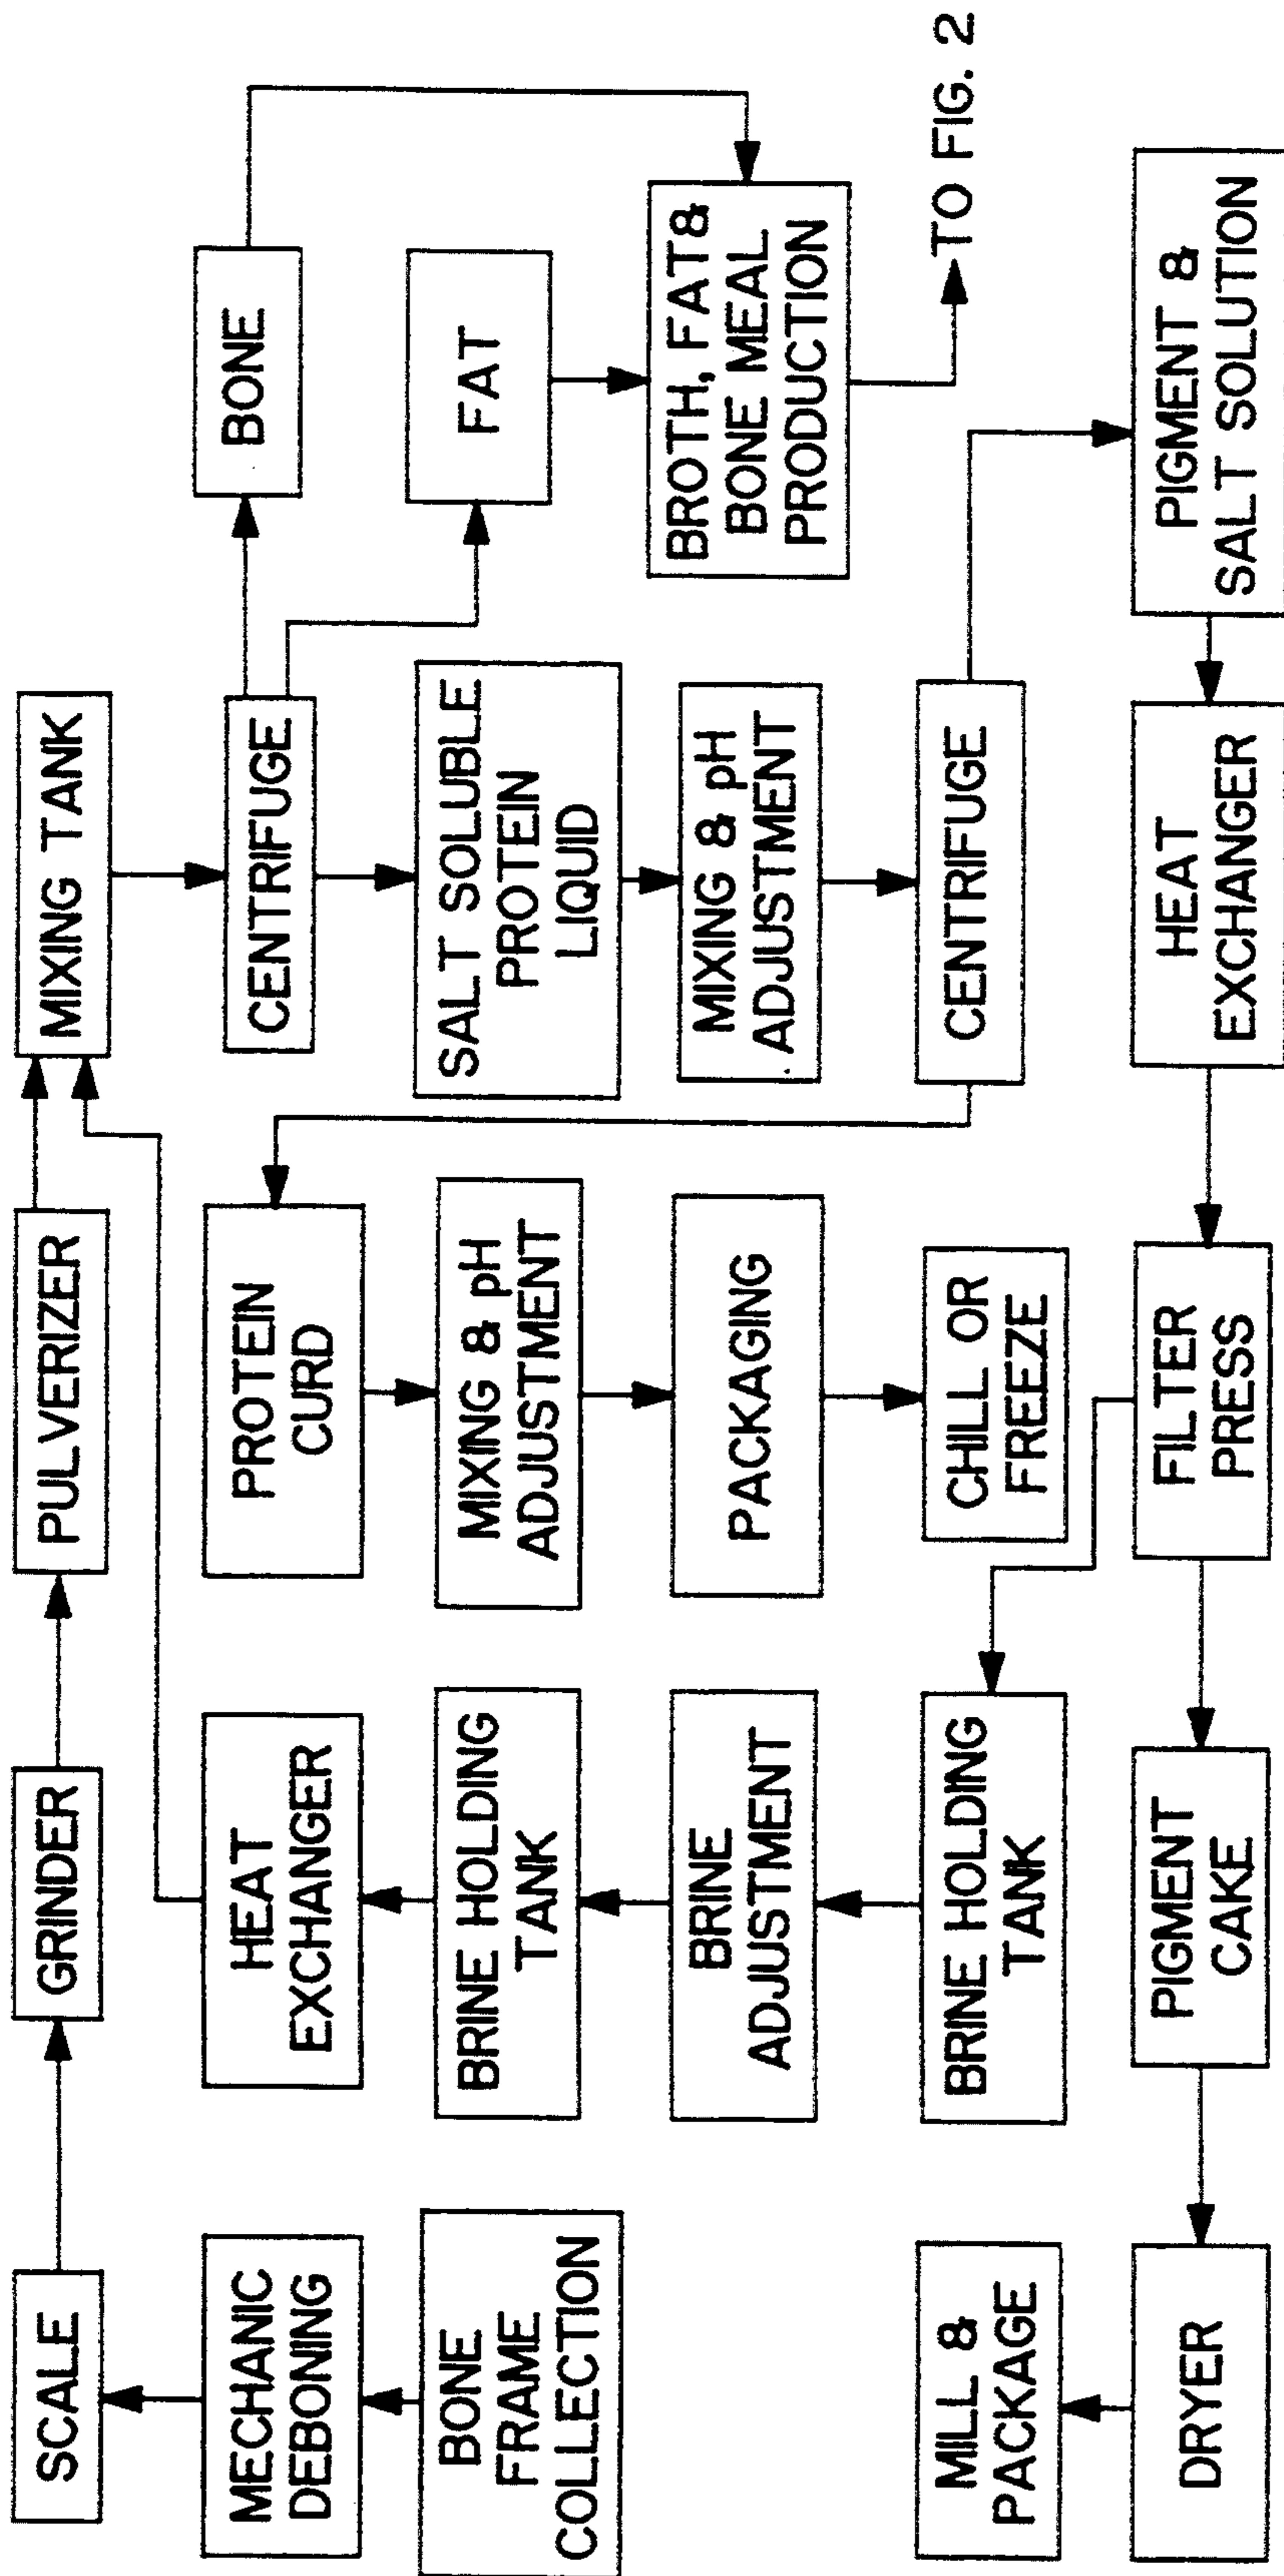 SCALE
GRINDER
PULVERIZER
MIXING TANK
MECHANIC
DEBONING
HEAT
EXCHANGER
PROTEIN
CURD
CENTRIFUGE
BONE
BONE
FRAME
COLLECTION
BRINE HOLDING
TANK
MIXING & pH
ADJUSTMENT
SALT SOLUBLE
PROTEIN
LIQUID
FAT
BRINE
ADJUSTMENT
PACKAGING
MIXING & pH
ADJUSTMENT
BROTH, FAT&
BONE MEAL
PRODUCTION
MILL &
PACKAGE
BRINE HOLDING
TANK
CHILL OR
FREEZE
CENTRIFUGE
TO FIG. 2
DRYER
PIGMENT
CAKE
FILTER
PRESS
HEAT
EXCHANGER
PIGMENT &
SALT SOLUTION